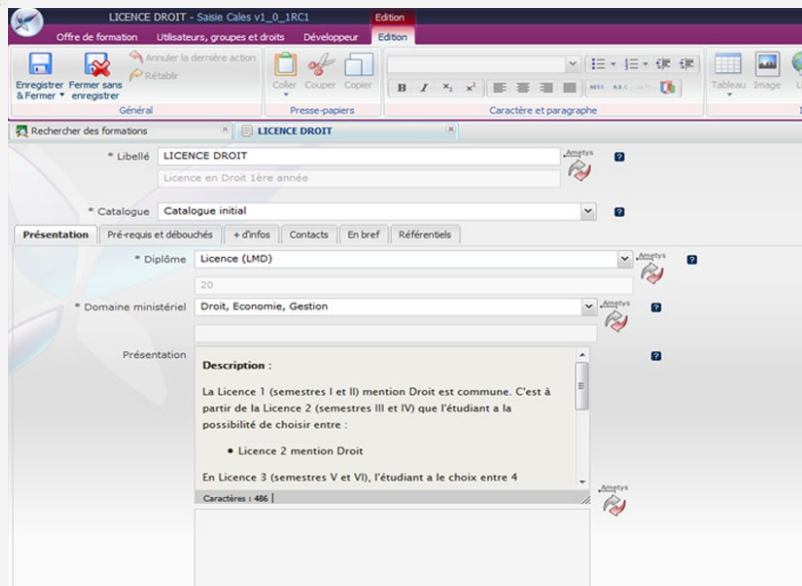 LICENCE DROIT - Saisie Cales v1_0_1RC1 Edition
Offre de formation Utilisateurs, groupes et droits Développeur Edition
Enregistrer & Fermer Fermer sans enregistrer Annuler la dernière action Rétablir
Coller Couper Copier
B I x₂ x² Tableau Image
Général Presse-papiers Caractère et paragraphe
Rechercher des formations LICENCE DROIT
* Libellé LICENCE DROIT Ametys ?
Licence en Droit 1ère année
* Catalogue Catalogue initial ?
Présentation Pré-requis et débouchés + d'infos Contacts En bref Référentiels
* Diplôme Licence (LMD) Ametys ?
20
* Domaine ministériel Droit, Economie, Gestion Ametys ?
Présentation ?
Description :
La Licence 1 (semestres I et II) mention Droit est commune. C'est à
partir de la Licence 2 (semestres III et IV) que l'étudiant a la
possibilité de choisir entre :
• Licence 2 mention Droit
En Licence 3 (semestres V et VI), l'étudiant a le choix entre 4
Caractères : 486 Ametys